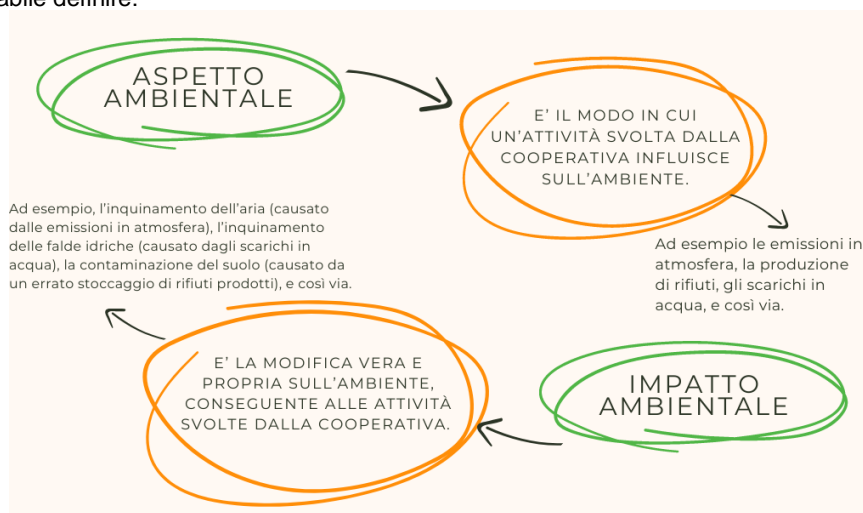 abile definire:
ASPETTO
AMBIENTALE
E' IL MODO IN CUI
UN'ATTIVITÀ SVOLTA DALLA
COOPERATIVA INFLUISCE
SULL'AMBIENTE.
Ad esempio le emissioni in
atmosfera, la produzione
di rifiuti, gli scarichi in
acqua, e così via.
IMPATTO
AMBIENTALE
E' LA MODIFICA VERA E
PROPRIA SULL'AMBIENTE,
CONSEGUENTE ALLE ATTIVITÀ
SVOLTE DALLA COOPERATIVA.
Ad esempio, l'inquinamento dell'aria (causato
dalle emissioni in atmosfera), l'inquinamento
delle falde idriche (causato dagli scarichi in
acqua), la contaminazione del suolo (causato da
un errato stoccaggio di rifiuti prodotti), e così via.